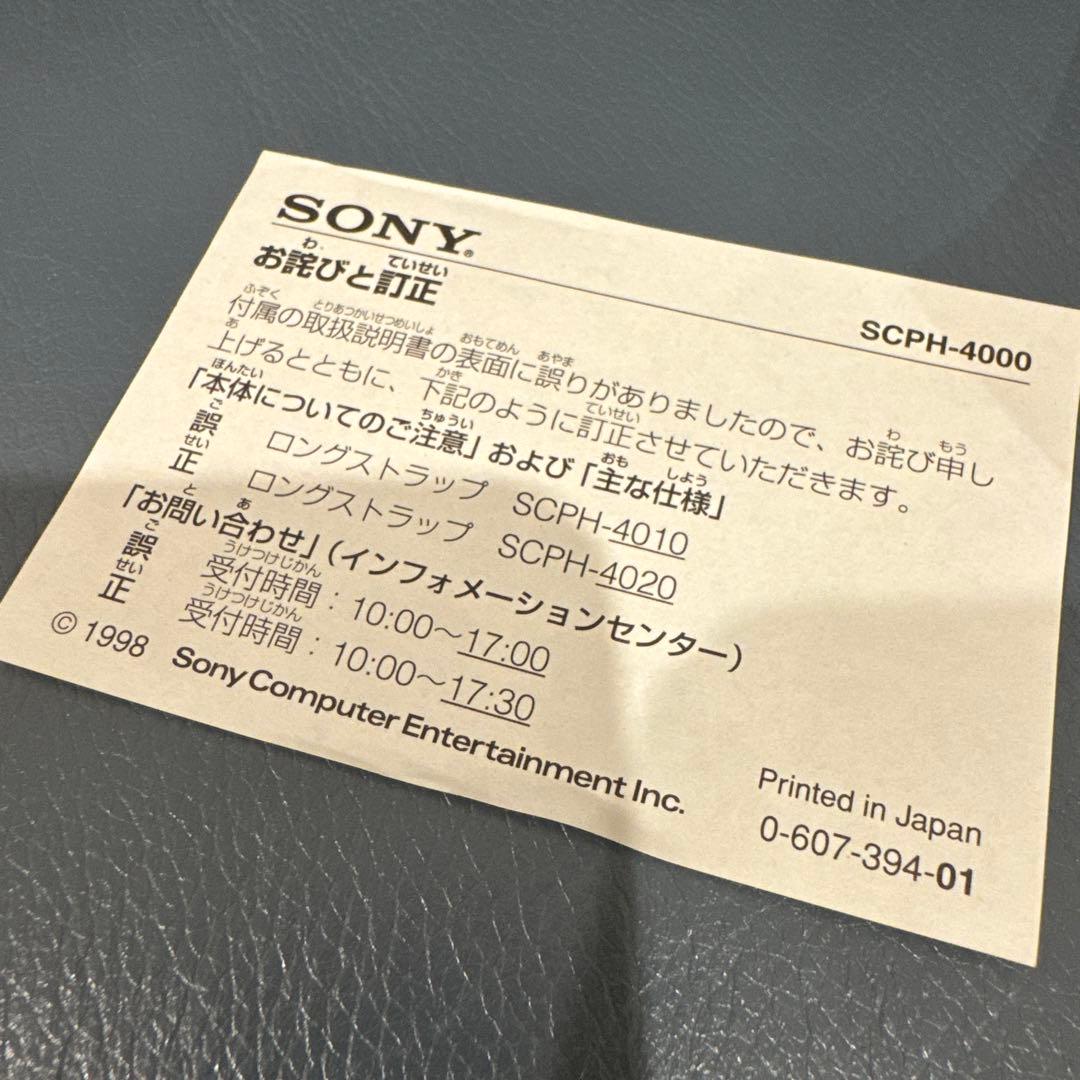 SONY®
SCPH-4000
お詫びと訂正
付属の取扱説明書の表面に誤りがありましたので、お詫び申し
上げるとともに、下記のように訂正させていただきます。
「本体についてのご注意」および「主な仕様」
誤 ロングストラップ SCPH-4010
正 ロングストラップ SCPH-4020
「お問い合わせ」(インフォメーションセンター)
誤 受付時間:10:00〜17:00
正 受付時間:10:00〜17:30
© 1998 Sony Computer Entertainment Inc.
Printed in Japan
0-607-394-01